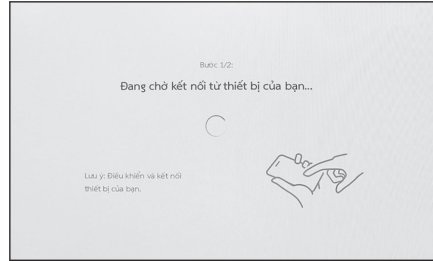 Bước 1/2:
Đang chờ kết nối từ thiết bị của bạn...
Lưu ý: Điều khiển và kết nối
thiết bị của bạn.